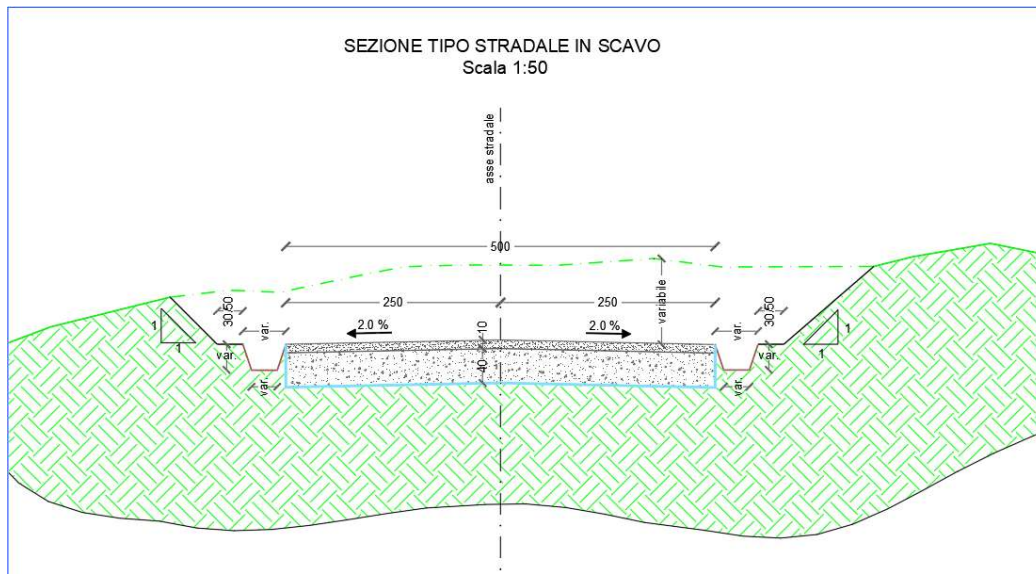 SEZIONE TIPO STRADALE IN SCAVO
Scala 1:50
asse stradale
500
250
250
variabile
30,50
var.
2.0 %
10
2.0 %
var.
30,50
1
1
var.
40
var.
1
1
var.
var.